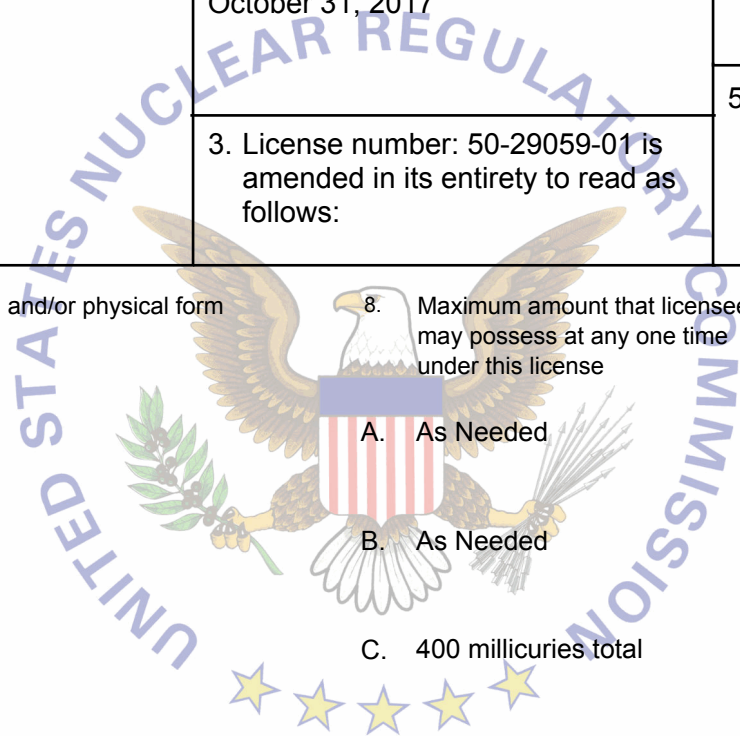 October 31, 2017
5
3. License number: 50-29059-01 is
amended in its entirety to read as
follows:
and/or physical form
8. Maximum amount that licensee
may possess at any one time
under this license
A. As Needed
B. As Needed
C. 400 millicuries total
UNITED STATES NUCLEAR REGULATORY COMMISSION